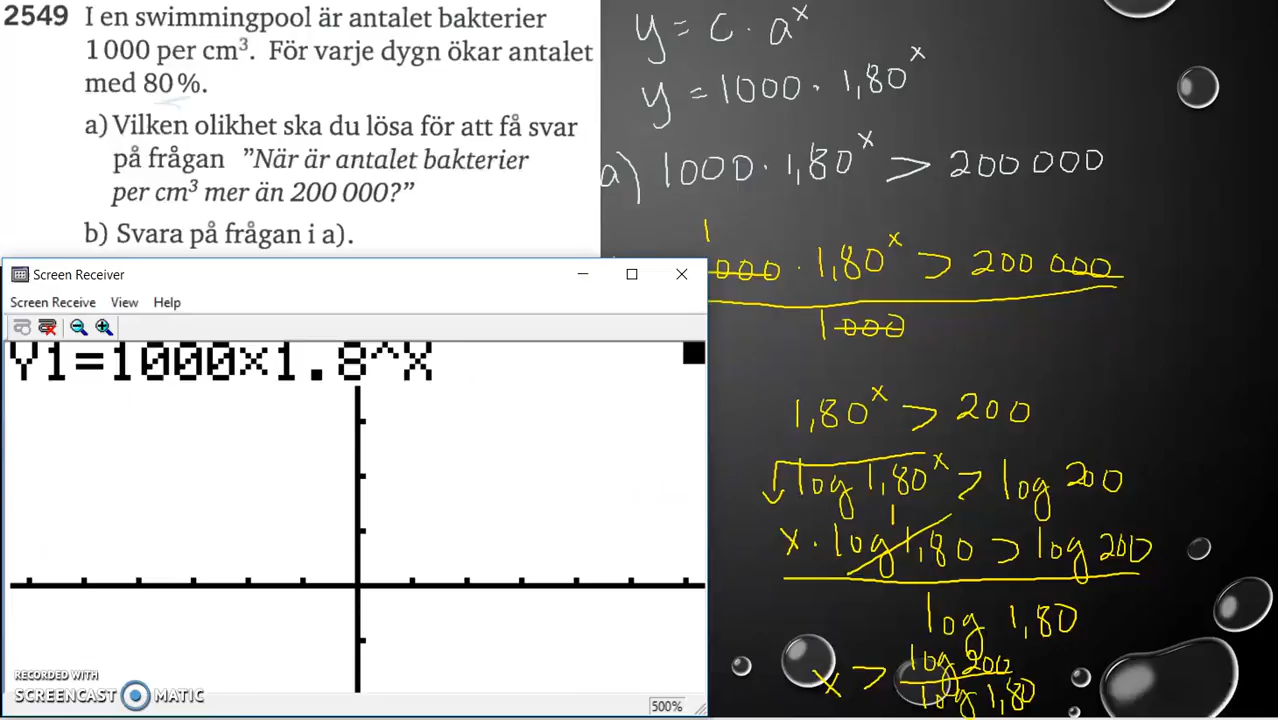 2549 I en swimmingpool är antalet bakterier
1 000 per cm³. För varje dygn ökar antalet
med 80 %.
a) Vilken olikhet ska du lösa för att få svar
på frågan "När är antalet bakterier
per cm³ mer än 200 000?"
b) Svara på frågan i a).
Screen Receiver
Screen Receive View Help
Y1=1000×1.8^X
RECORDED WITH
SCREENCAST MATIC
500%
y = C · a^x
y = 1000 · 1,80^x
a) 1000 · 1,80^x > 200 000
1
000 · 1,80^x > 200 000
1000
1,80^x > 200
log 1,80^x > log 200
1
x · log 1,80 > log 200
log 1,80
x > log 200
log 1,80